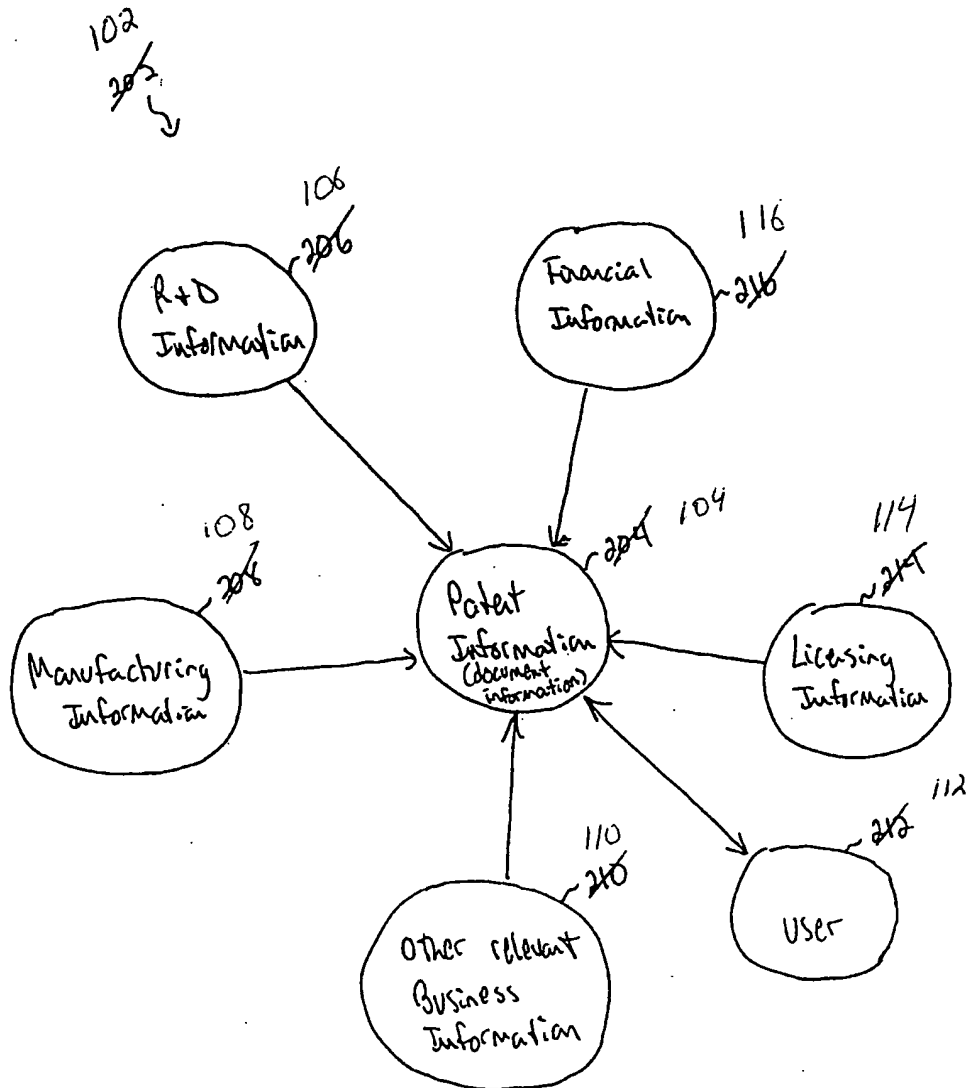 102
202
106
206
R+D
Information
116
216
Financial
Information
108
208
Manufacturing
Information
204 104
Patent
Information
(document
information)
114
214
Licensing
Information
110
210
Other relevant
Business
Information
112
212
User